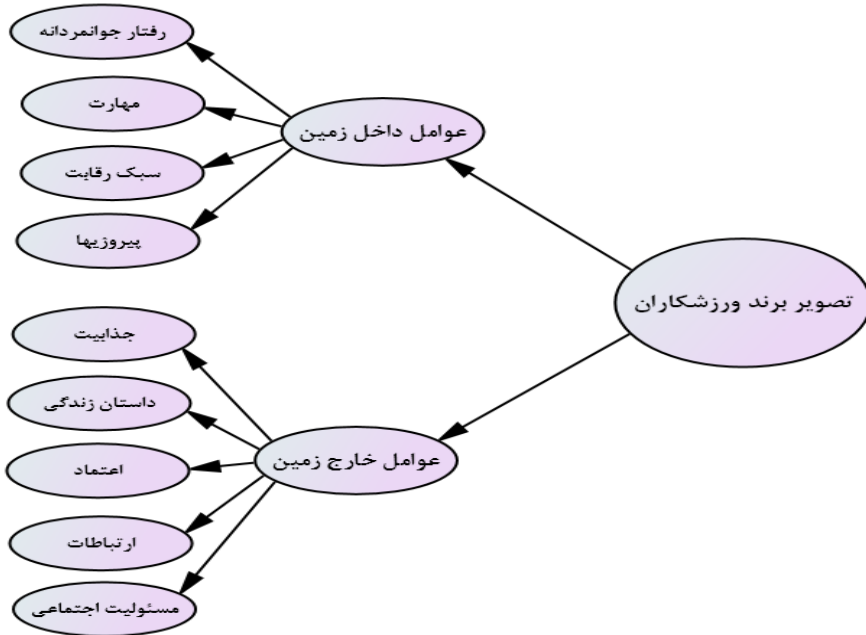 تصویر برند ورزشکاران
عوامل داخل زمین
رفتار جوانمردانه
مهارت
سبک رقابت
پیروزیها
عوامل خارج زمین
جذابیت
داستان زندگی
اعتماد
ارتباطات
مسئولیت اجتماعی